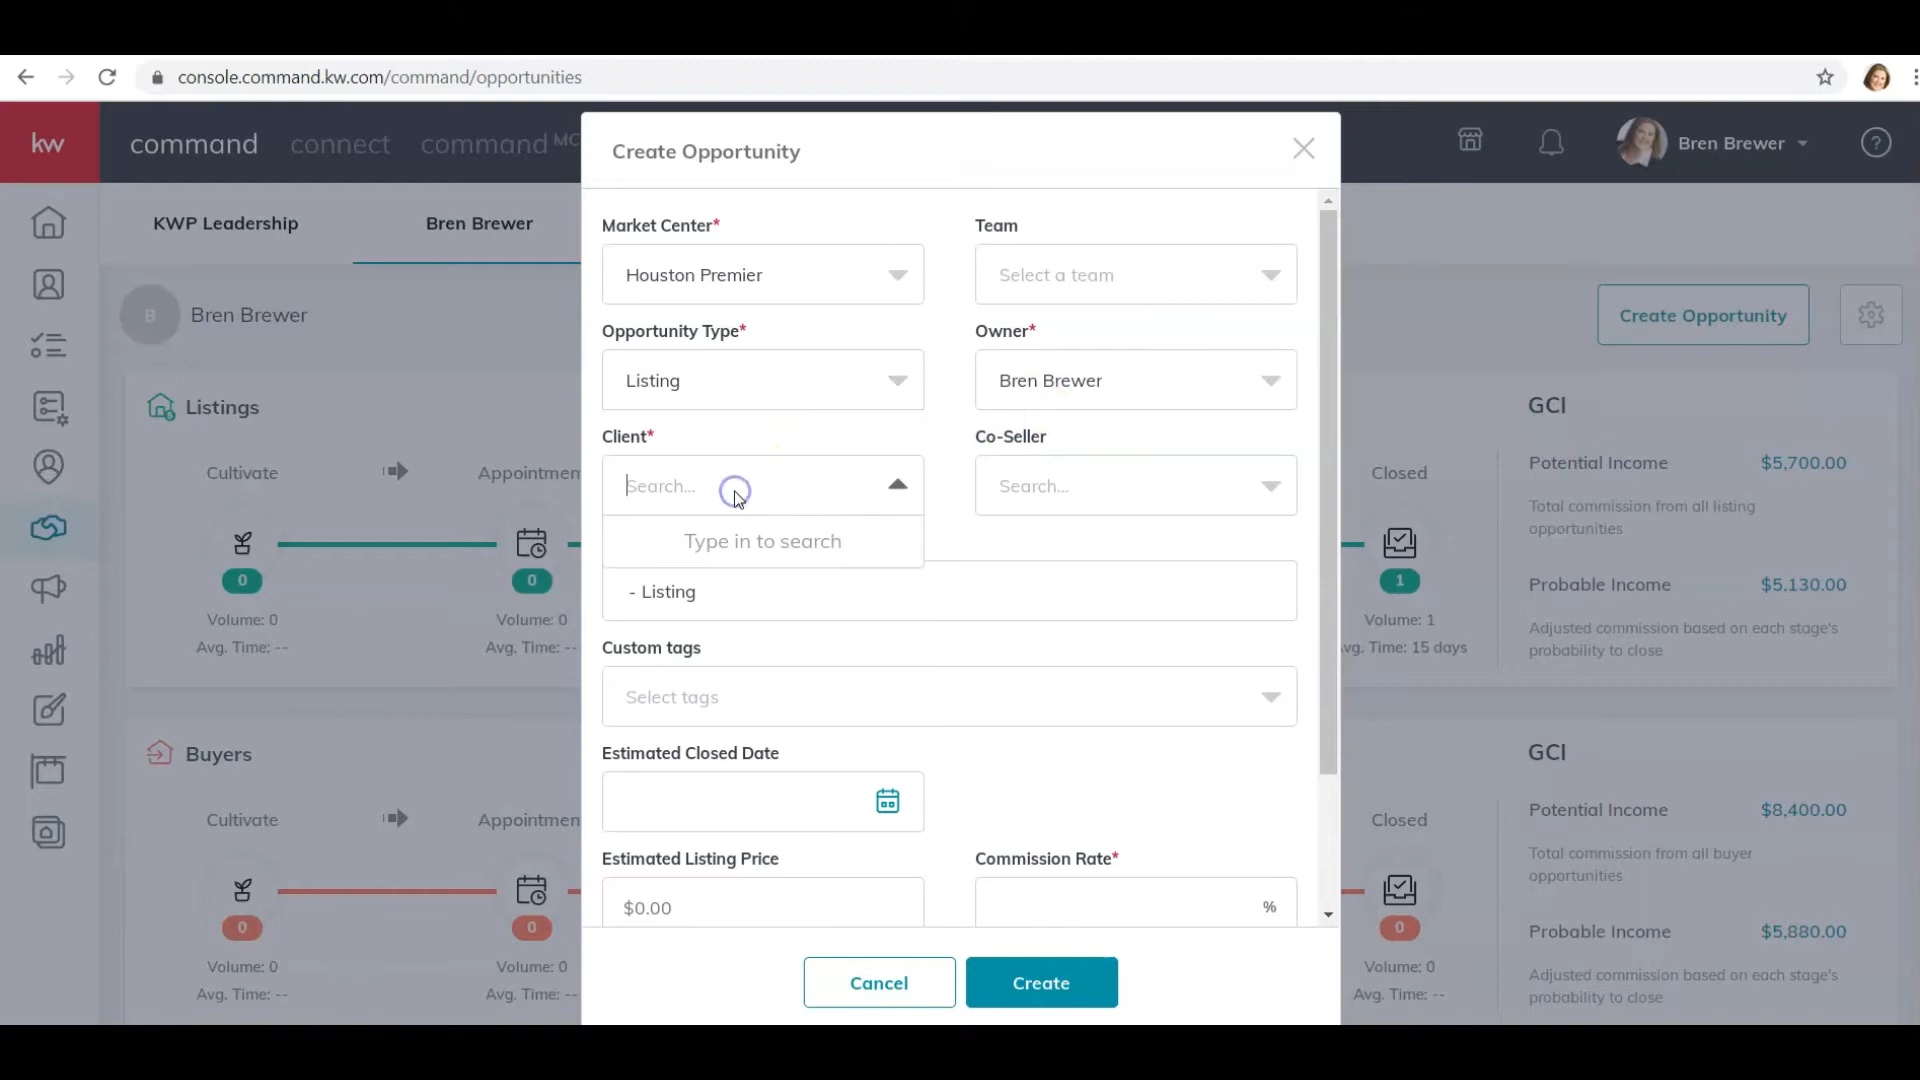 console.command.kw.com/command/opportunities
kw
command
connect
command MC
Bren Brewer
?
KWP Leadership
Bren Brewer
B
Bren Brewer
Create Opportunity
Listings
Cultivate
Appointmen
0
0
Volume: 0
Volume: 0
Avg. Time: --
Avg. Time: --
Closed
1
Volume: 1
vg. Time: 15 days
GCI
Potential Income
$5,700.00
Total commission from all listing
opportunities
Probable Income
$5,130.00
Adjusted commission based on each stage's
probability to close
Buyers
Cultivate
Appointmen
0
0
Volume: 0
Volume: 0
Avg. Time: --
Avg. Time: --
Closed
0
Volume: 0
Avg. Time: --
GCI
Potential Income
$8,400.00
Total commission from all buyer
opportunities
Probable Income
$5,880.00
Adjusted commission based on each stage's
probability to close
Create Opportunity
Market Center*
Team
Houston Premier
Select a team
Opportunity Type*
Owner*
Listing
Bren Brewer
Client*
Co-Seller
Search...
Search...
Type in to search
- Listing
Custom tags
Select tags
Estimated Closed Date
Estimated Listing Price
Commission Rate*
$0.00
%
Cancel
Create